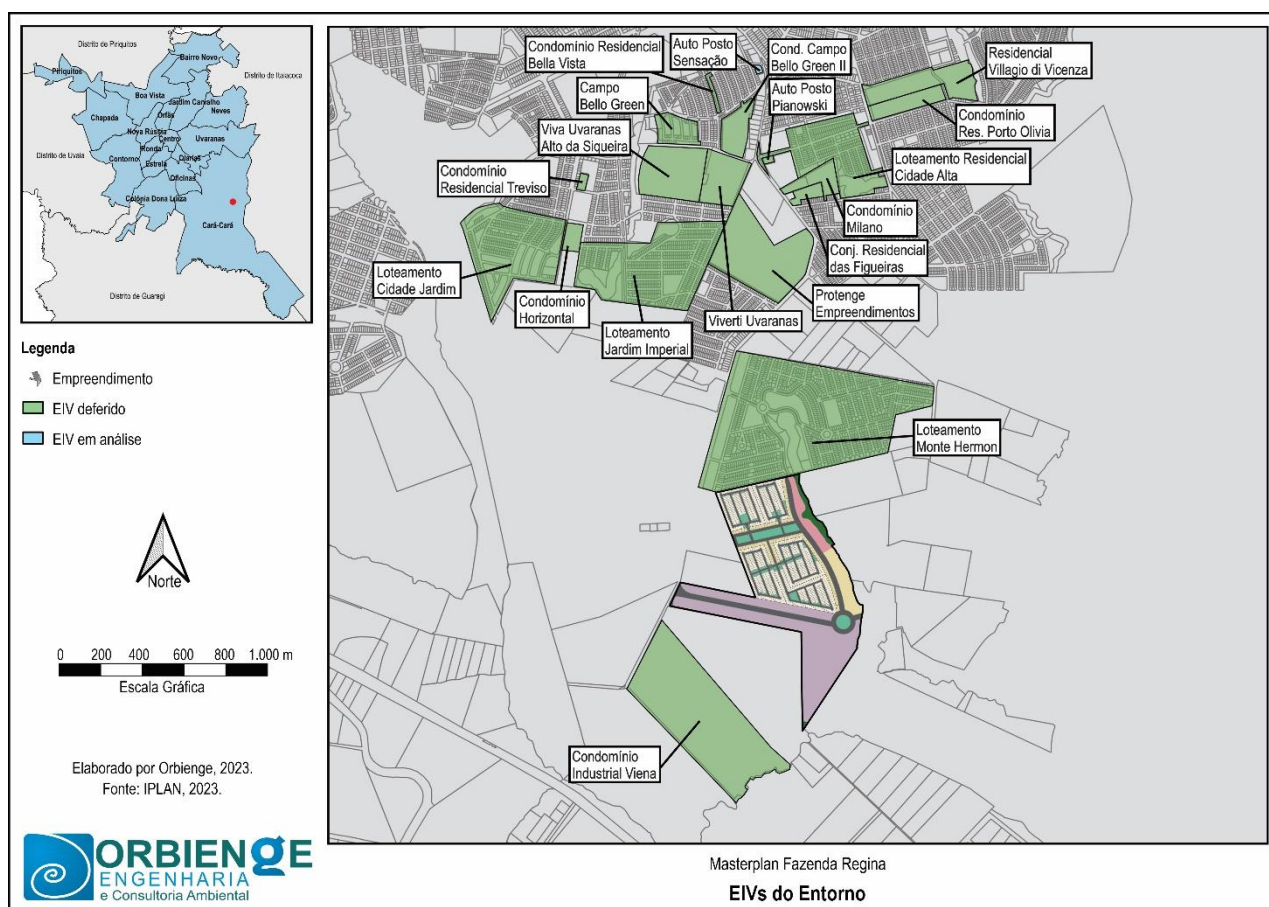 Distrito de Piriquitos
Bairro Novo
Distrito de Itaiacoca
Piriquitos
Boa Vista
Jardim Carvalho
Órfãs
Neves
Chapada
Nova Rússia
Centro
Uvaranas
Ronda
Distrito de Uvaia
Contorno
Estrela
Olarias
Oficinas
Colônia Dona Luiza
Cará-Cará
Distrito de Guaragi
Legenda
Empreendimento
EIV deferido
EIV em análise
Norte
0 200 400 600 800 1.000 m
Escala Gráfica
Elaborado por Orbienge, 2023.
Fonte: IPLAN, 2023.
ORBIENGE
ENGENHARIA
e Consultoria Ambiental
Condomínio Residencial
Bella Vista
Auto Posto
Sensação
Cond. Campo
Bello Green II
Residencial
Villagio di Vicenza
Campo
Bello Green
Auto Posto
Pianowski
Condomínio
Res. Porto Olivia
Viva Uvaranas
Alto da Siqueira
Loteamento Residencial
Cidade Alta
Condomínio
Residencial Treviso
Condomínio
Milano
Conj. Residencial
das Figueiras
Loteamento
Cidade Jardim
Condomínio
Horizontal
Loteamento
Jardim Imperial
Viverti Uvaranas
Protenge
Empreendimentos
Loteamento
Monte Hermon
Condomínio
Industrial Viena
Masterplan Fazenda Regina
EIVs do Entorno